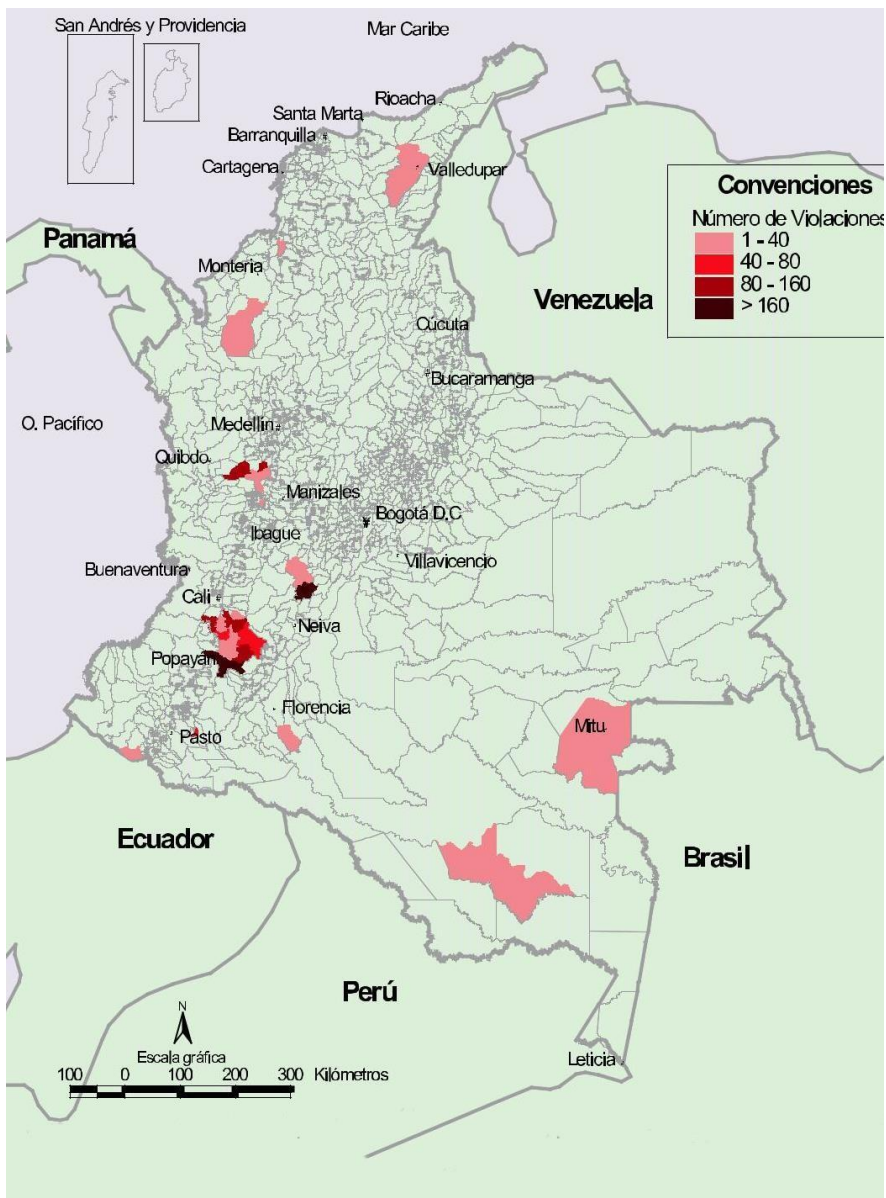 San Andrés y Providencia
Mar Caribe
Rioacha
Santa Marta
Barranquilla
Cartagena
Valledupar
Convenciones
Número de Violaciones
1 - 40
40 - 80
80 - 160
> 160
Panamá
Montería
Venezuela
Cúcuta
Bucaramanga
O. Pacífico
Medellín
Quibdo
Manizales
Bogotá D.C
Ibague
Villavicencio
Buenaventura
Cali
Neiva
Popayán
Florencia
Mitu
Pasto
Ecuador
Brasil
Perú
N
Escala gráfica
100 0 100 200 300 Kilómetros
Leticia